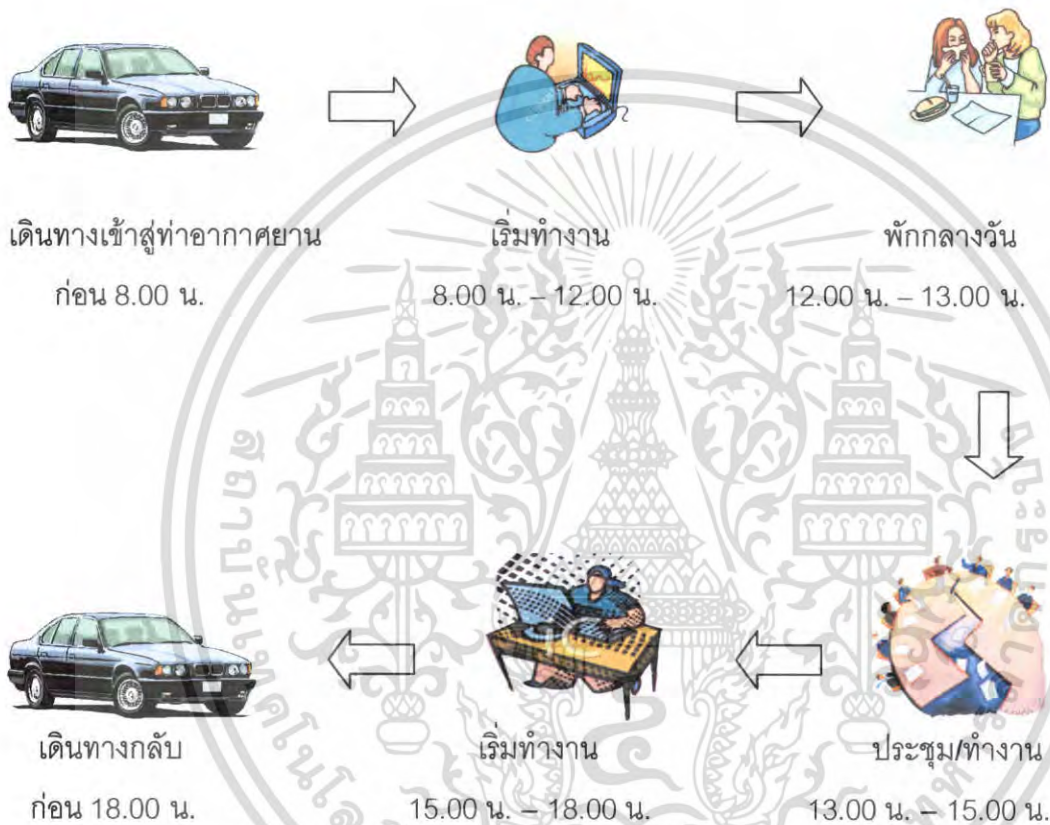 เดินทางเข้าสู่ท่าอากาศยาน
ก่อน 8.00 น.
เริ่มทำงาน
8.00 น. – 12.00 น.
พักกลางวัน
12.00 น. – 13.00 น.
ประชุม/ทำงาน
13.00 น. – 15.00 น.
เริ่มทำงาน
15.00 น. – 18.00 น.
เดินทางกลับ
ก่อน 18.00 น.